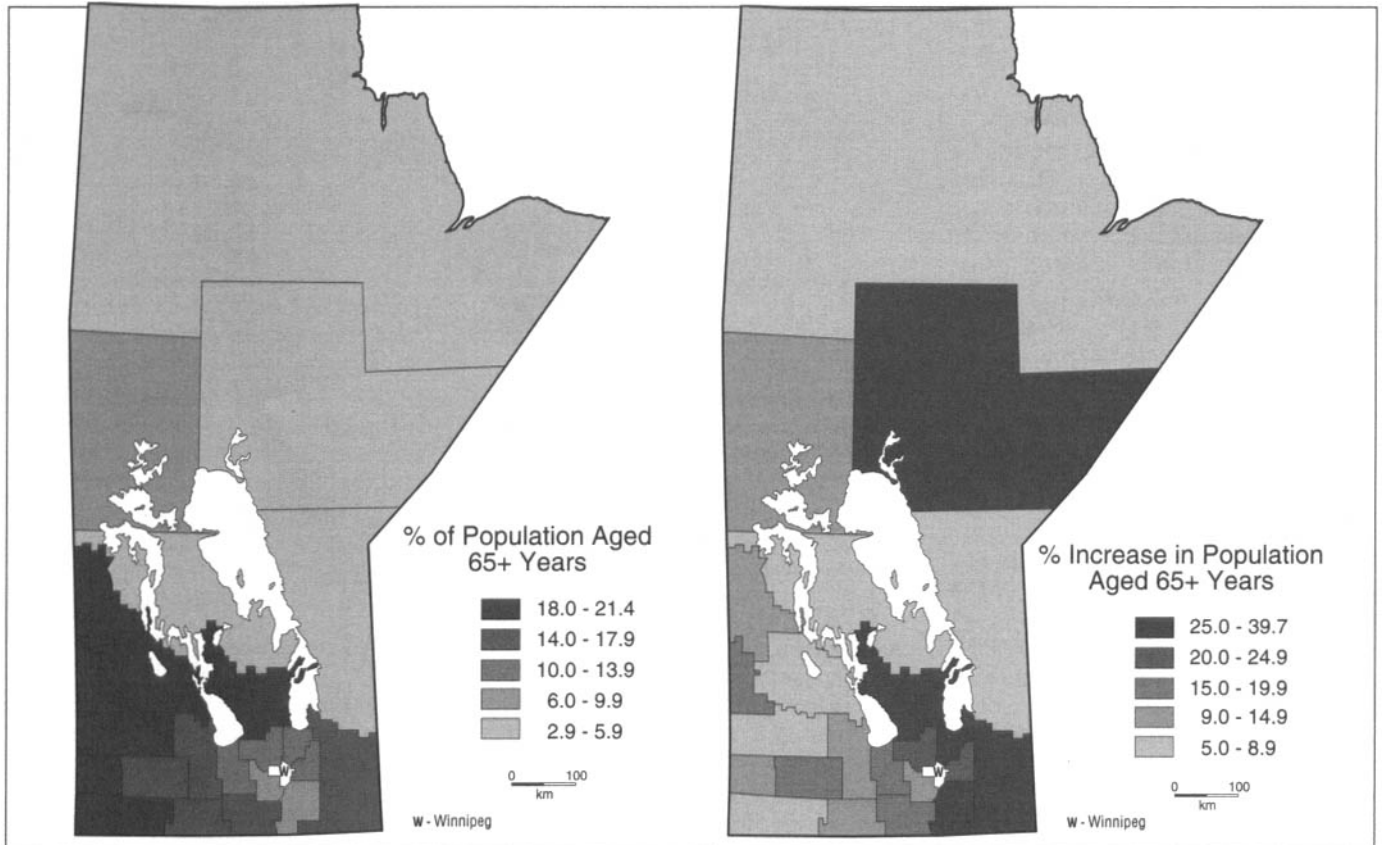 % of Population Aged
65+ Years
18.0 - 21.4
14.0 - 17.9
10.0 - 13.9
6.0 - 9.9
2.9 - 5.9
0 100
km
W - Winnipeg
W
% Increase in Population
Aged 65+ Years
25.0 - 39.7
20.0 - 24.9
15.0 - 19.9
9.0 - 14.9
5.0 - 8.9
0 100
km
W - Winnipeg
W